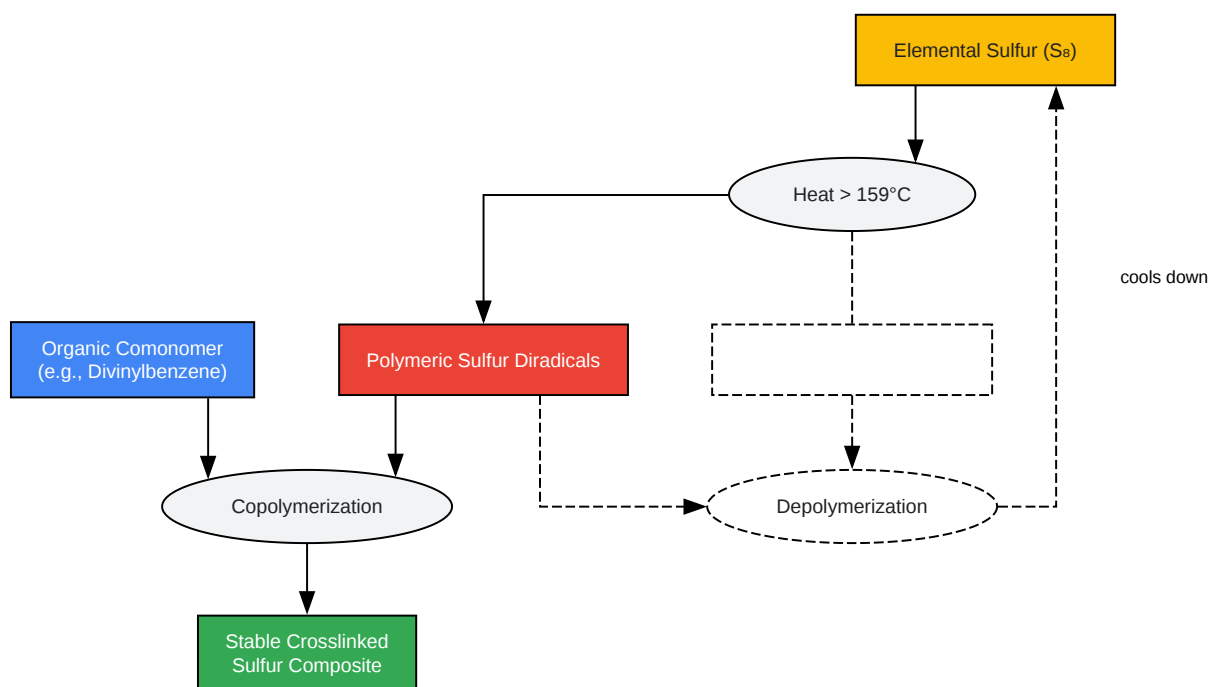 Elemental Sulfur (S₈)
Heat > 159°C
cools down
Organic Comonomer
(e.g., Divinylbenzene)
Polymeric Sulfur Diradicals
Copolymerization
Depolymerization
Stable Crosslinked
Sulfur Composite